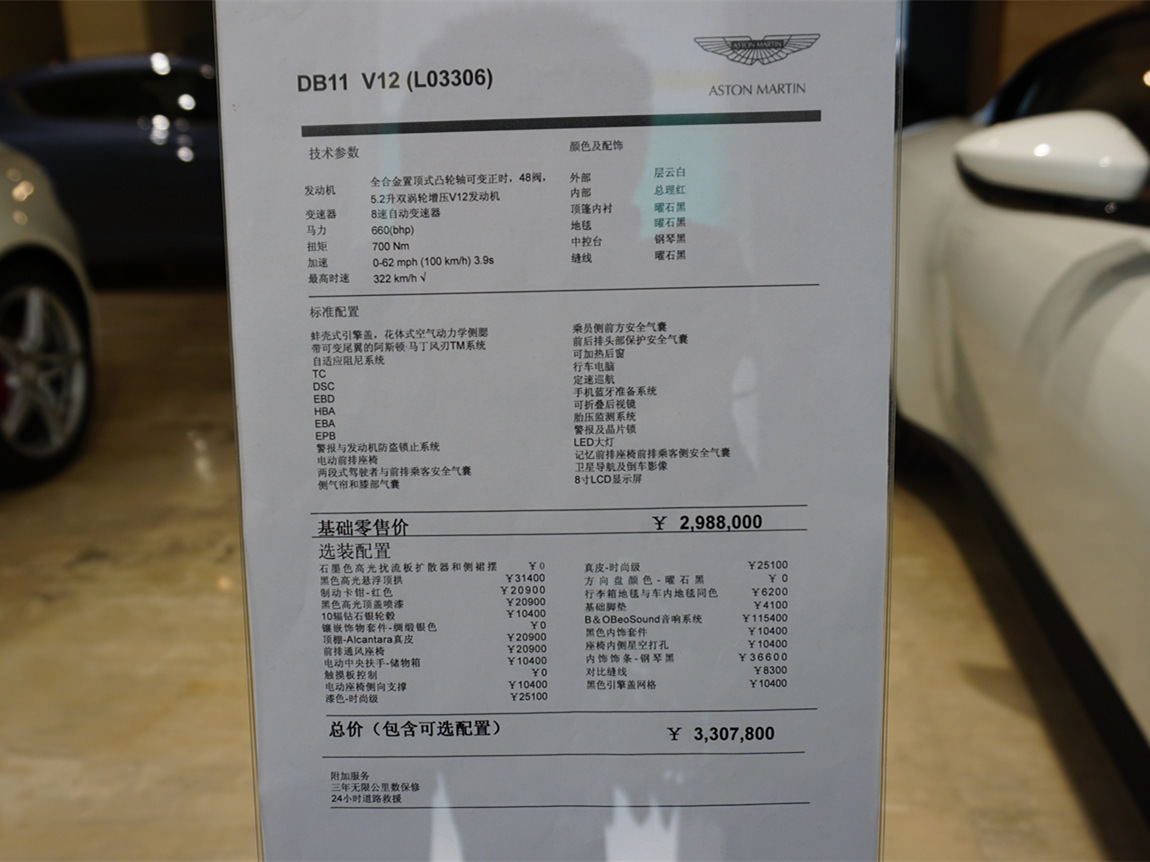 ASTON MARTIN
DB11 V12 (L03306)
ASTON MARTIN
技术参数
发动机 全合金置顶式凸轮轴可变正时，48阀，
5.2升双涡轮增压V12发动机
变速器 8速自动变速器
马力 660(bhp)
扭矩 700 Nm
加速 0-62 mph (100 km/h) 3.9s
最高时速 322 km/h √
颜色及配饰
外部 层云白
内部 总理红
顶篷内衬 曜石黑
地毯 曜石黑
中控台 钢琴黑
缝线 曜石黑
标准配置
蚌壳式引擎盖，花体式空气动力学侧腮
带可变尾翼的阿斯顿·马丁风刃TM系统
自适应阻尼系统
TC
DSC
EBD
HBA
EBA
EPB
警报与发动机防盗锁止系统
电动前排座椅
两段式驾驶者与前排乘客安全气囊
侧气帘和膝部气囊
乘员侧前方安全气囊
前后排头部保护安全气囊
可加热后窗
行车电脑
定速巡航
手机蓝牙准备系统
可折叠后视镜
胎压监测系统
警报及晶片锁
LED大灯
记忆前排座椅前排乘客侧安全气囊
卫星导航及倒车影像
8寸LCD显示屏
基础零售价 ￥ 2,988,000
选装配置
石墨色高光扰流板扩散器和侧裙摆 ￥0
黑色高光悬浮顶拱 ￥31400
制动卡钳-红色 ￥20900
黑色高光顶盖喷漆 ￥20900
10辐钻石银轮毂 ￥10400
镶嵌饰物套件-绸缎银色 ￥0
顶棚-Alcantara真皮 ￥20900
前排通风座椅 ￥20900
电动中央扶手-储物箱 ￥10400
触摸板控制 ￥0
电动座椅侧向支撑 ￥10400
漆色-时尚级 ￥25100
真皮-时尚级 ￥25100
方向盘颜色-曜石黑 ￥0
行李箱地毯与车内地毯同色 ￥6200
基础脚垫 ￥4100
B＆OBeoSound音响系统 ￥115400
黑色内饰套件 ￥10400
座椅内侧星空打孔 ￥10400
内饰饰条-钢琴黑 ￥36600
对比缝线 ￥8300
黑色引擎盖网格 ￥10400
总价（包含可选配置） ￥ 3,307,800
附加服务
三年无限公里数保修
24小时道路救援